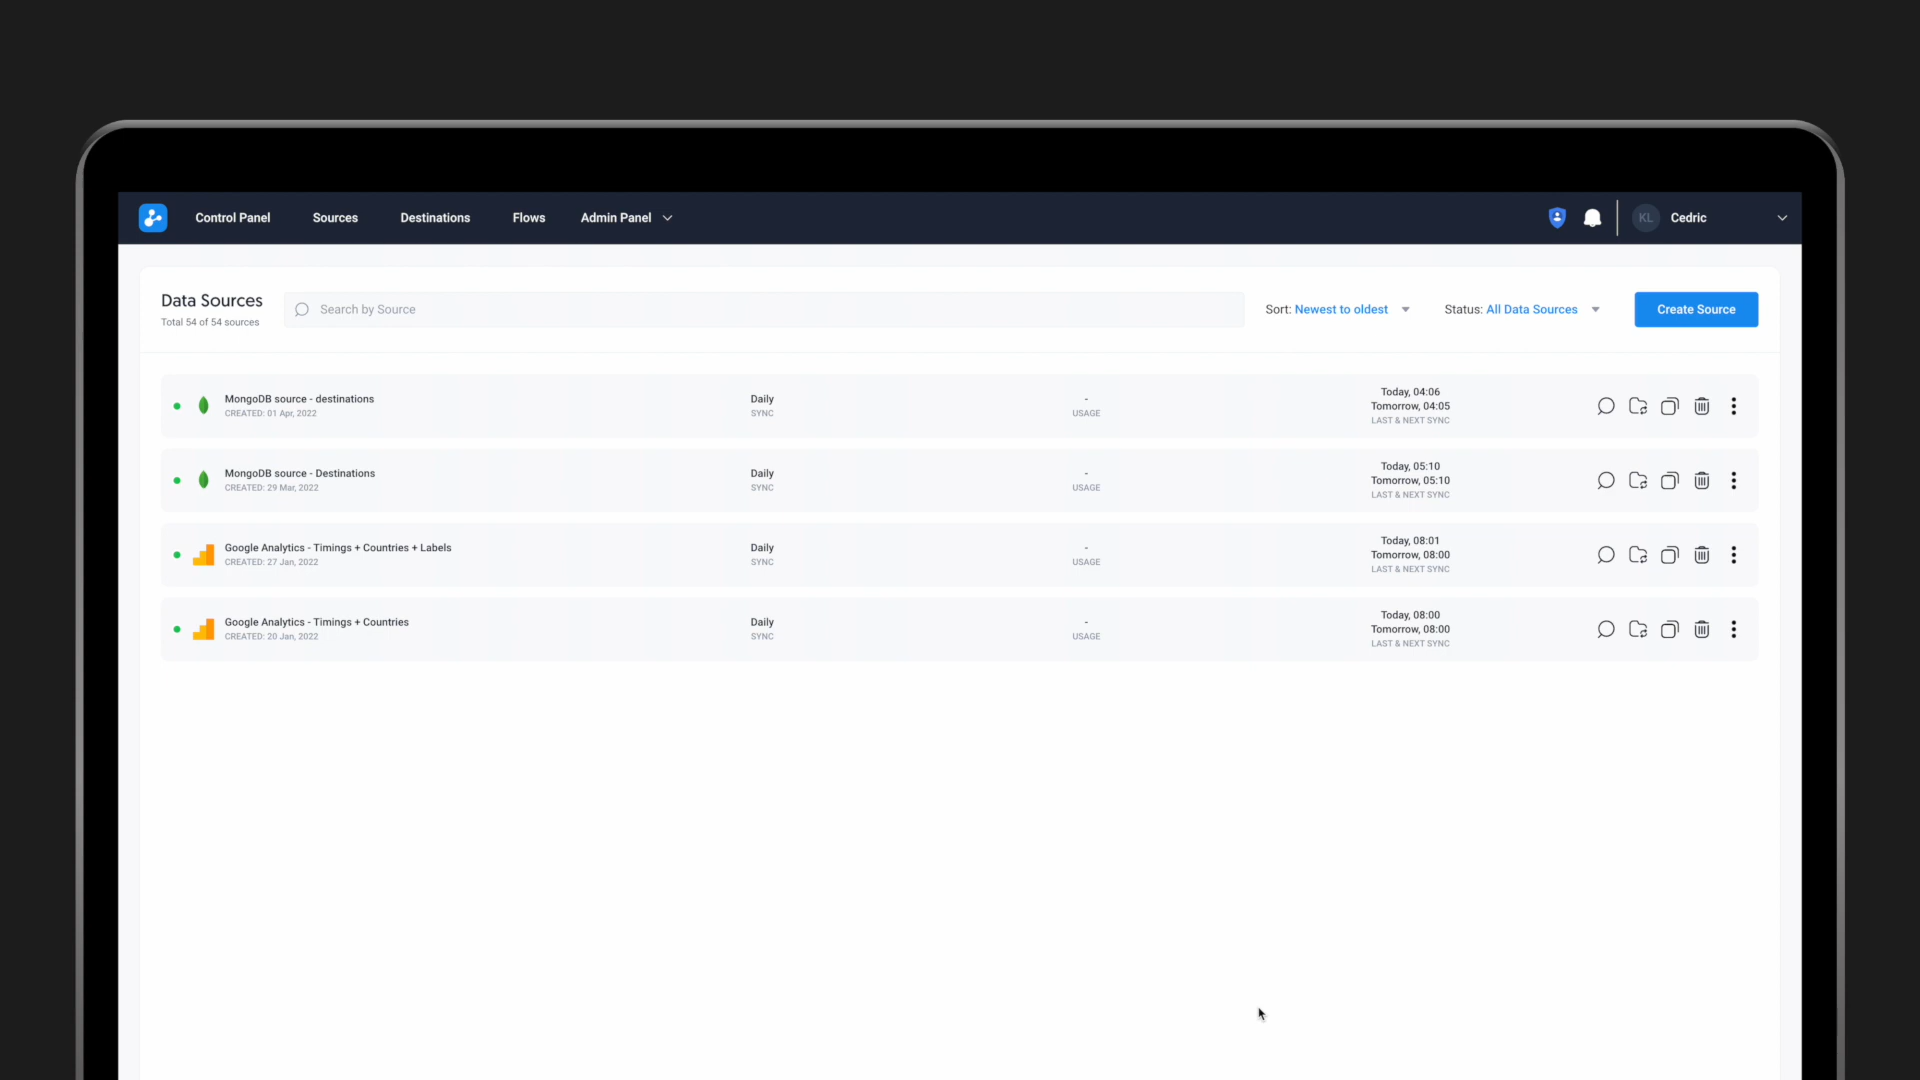 Control Panel
Sources
Destinations
Flows
Admin Panel
KL
Cedric
Data Sources
Total 54 of 54 sources
Search by Source
Sort: Newest to oldest
Status: All Data Sources
Create Source
MongoDB source - destinations
CREATED: 01 Apr, 2022
Daily
SYNC
-
USAGE
Today, 04:06
Tomorrow, 04:05
LAST & NEXT SYNC
MongoDB source - Destinations
CREATED: 29 Mar, 2022
Daily
SYNC
-
USAGE
Today, 05:10
Tomorrow, 05:10
LAST & NEXT SYNC
Google Analytics - Timings + Countries + Labels
CREATED: 27 Jan, 2022
Daily
SYNC
-
USAGE
Today, 08:01
Tomorrow, 08:00
LAST & NEXT SYNC
Google Analytics - Timings + Countries
CREATED: 20 Jan, 2022
Daily
SYNC
-
USAGE
Today, 08:00
Tomorrow, 08:00
LAST & NEXT SYNC